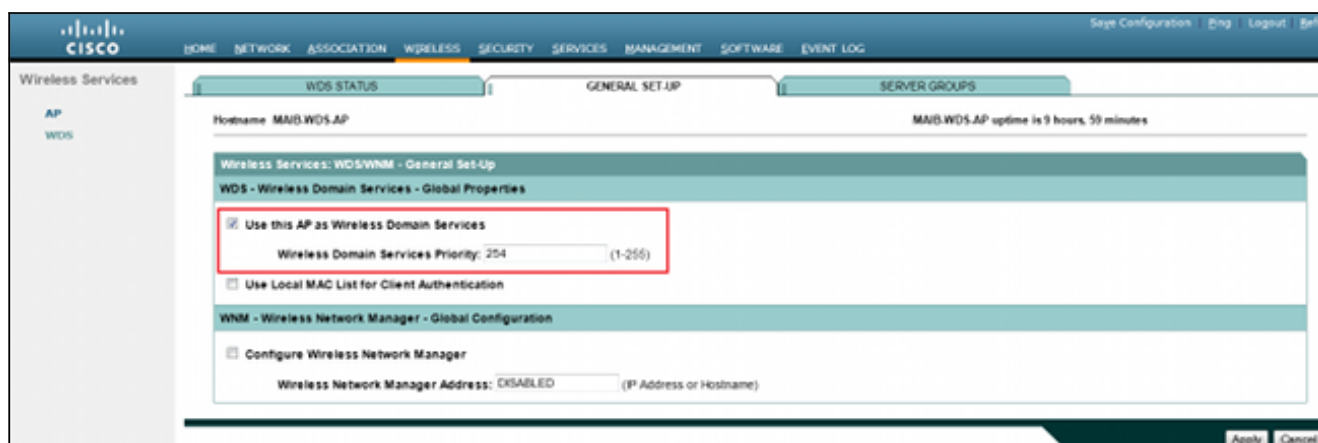 Save Configuration | Ping | Logout | Ref
CISCO
HOME NETWORK ASSOCIATION WIRELESS SECURITY SERVICES MANAGEMENT SOFTWARE EVENT LOG
Wireless Services
AP
WDS
WDS STATUS
GENERAL SET-UP
SERVER GROUPS
Hostname MAIB-WDS-AP
MAIB-WDS-AP uptime is 9 hours, 59 minutes
Wireless Services: WDS/WNM - General Set-Up
WDS - Wireless Domain Services - Global Properties
Use this AP as Wireless Domain Services
Wireless Domain Services Priority: 254 (1-255)
Use Local MAC List for Client Authentication
WNM - Wireless Network Manager - Global Configuration
Configure Wireless Network Manager
Wireless Network Manager Address: DISABLED (IP Address or Hostname)
Apply Cancel